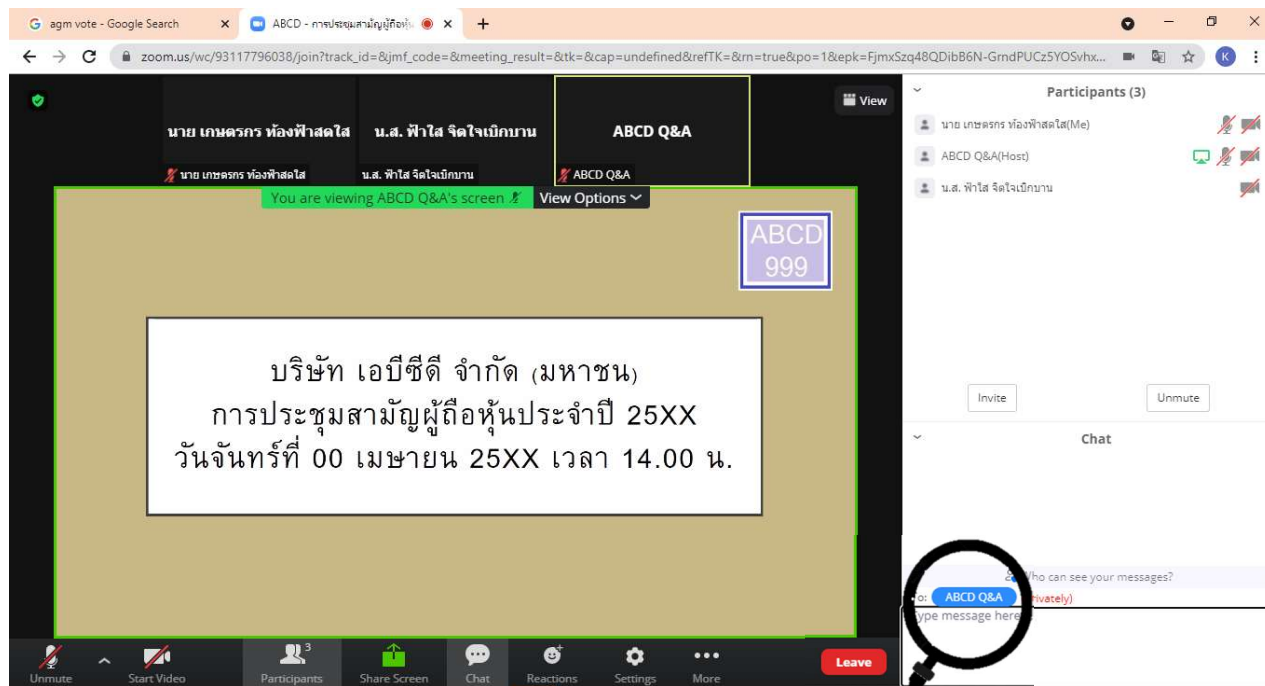 agm vote - Google Search
ABCD - การประชุมสามัญผู้ถือหุ้น
zoom.us/wc/93117796038/join?track_id=&jmf_code=&meeting_result=&tk=&cap=undefined&refTK=&rn=true&po=1&epk=FjmxSzq48QDibB6N-GrndPUCz5YOSvhx...
K
View
นาย เกษตรกร ท้องฟ้าสดใส
น.ส. ฟ้าใส จิตใจเบิกบาน
ABCD Q&A
นาย เกษตรกร ท้องฟ้าสดใส
น.ส. ฟ้าใส จิตใจเบิกบาน
ABCD Q&A
You are viewing ABCD Q&A's screen
View Options
ABCD
999
บริษัท เอบีซีดี จำกัด (มหาชน)
การประชุมสามัญผู้ถือหุ้นประจำปี 25XX
วันจันทร์ที่ 00 เมษายน 25XX เวลา 14.00 น.
Participants (3)
นาย เกษตรกร ท้องฟ้าสดใส(Me)
ABCD Q&A(Host)
น.ส. ฟ้าใส จิตใจเบิกบาน
Invite
Unmute
Chat
Who can see your messages?
o: ABCD Q&A rivately)
ype message here
Unmute
Start Video
3
Participants
Share Screen
Chat
Reactions
Settings
More
Leave